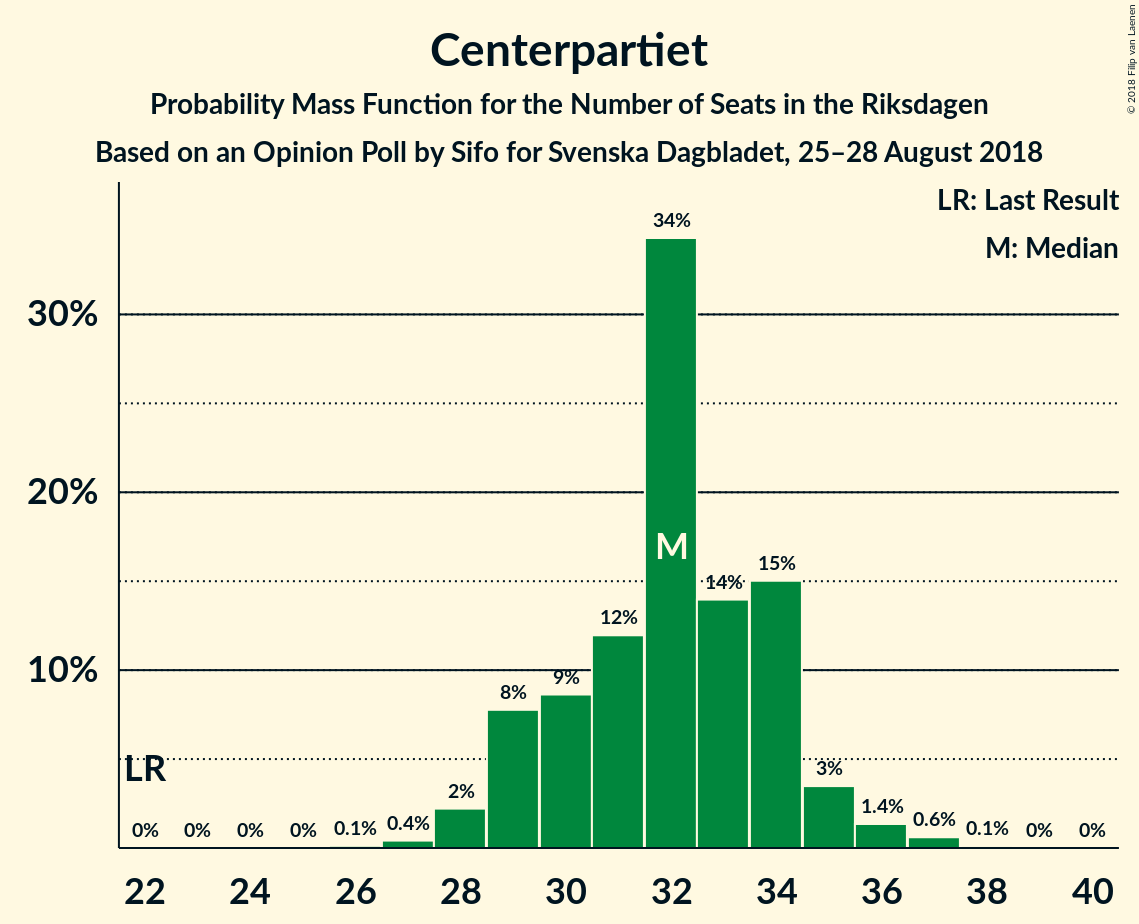 Centerpartiet
Probability Mass Function for the Number of Seats in the Riksdagen
Based on an Opinion Poll by Sifo for Svenska Dagbladet, 25–28 August 2018
© 2018 Filip van Laenen
LR: Last Result
M: Median
30%
20%
10%
LR
M
0%
0%
0%
0%
0.1%
0.4%
2%
8%
9%
12%
34%
14%
15%
3%
1.4%
0.6%
0.1%
0%
0%
22 24 26 28 30 32 34 36 38 40